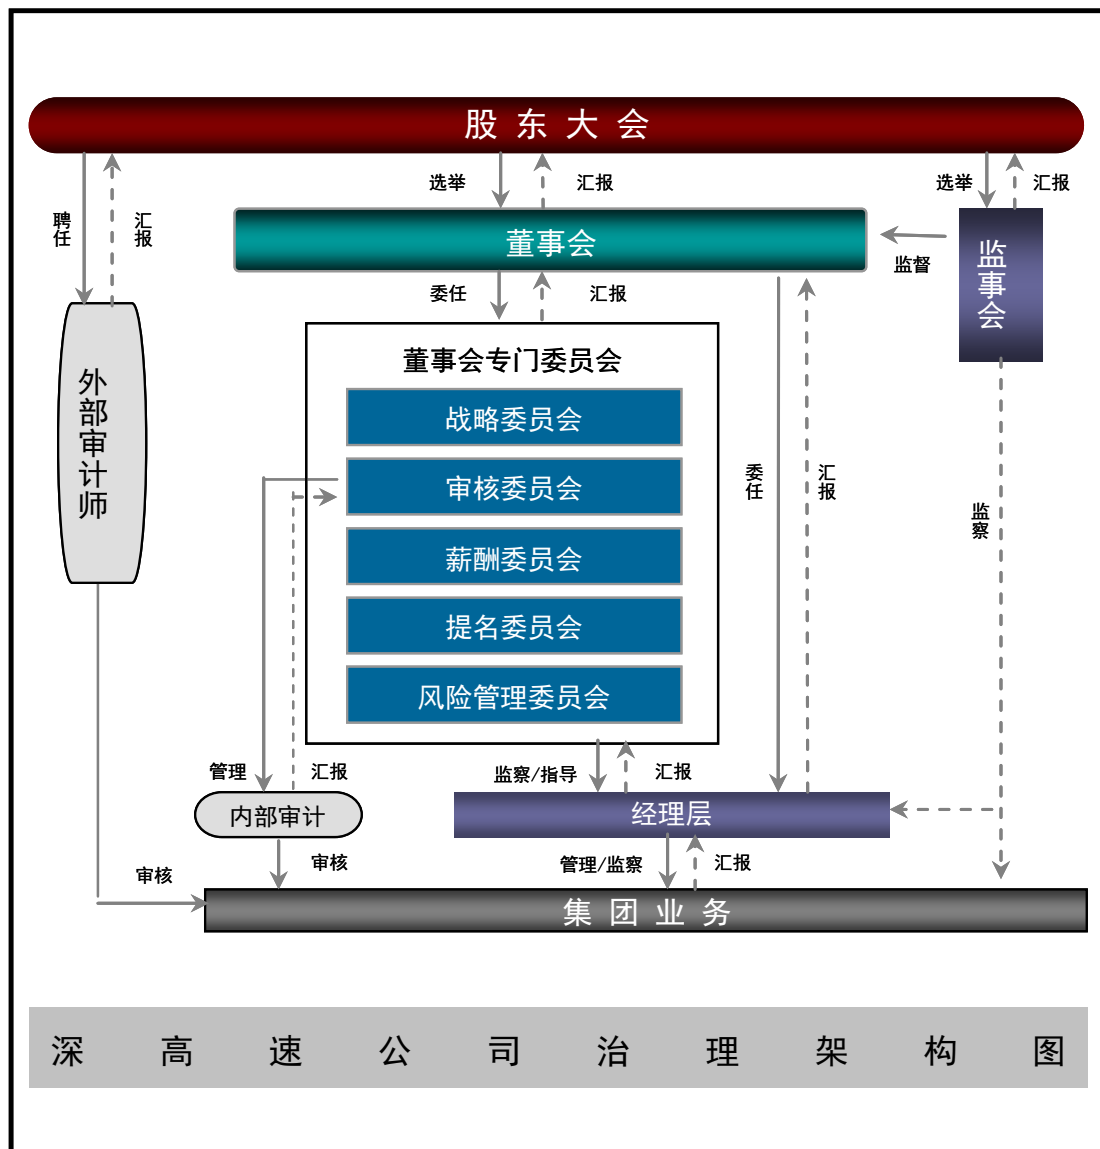 股东大会
选举
汇报
选举
汇报
聘任
汇报
董事会
监事会
监督
委任
汇报
董事会专门委员会
外部审计师
战略委员会
审核委员会
委任
汇报
监察
薪酬委员会
提名委员会
风险管理委员会
管理
汇报
监察/指导
汇报
内部审计
经理层
审核
审核
管理/监察
汇报
集团业务
深高速公司治理架构图